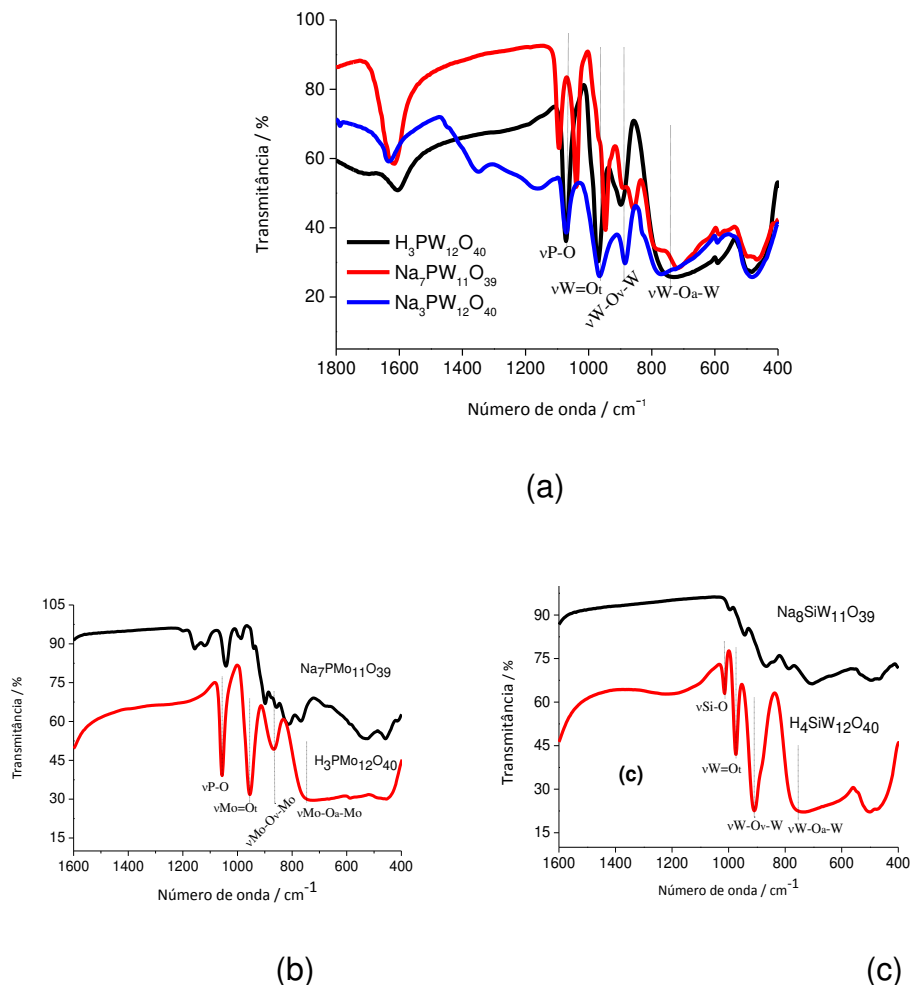 100
80
60
40
20
Transmitância / %
H₃PW₁₂O₄₀
Na₇PW₁₁O₃₉
Na₃PW₁₂O₄₀
νP-O
νW=Ot
νW-Oν-W
νW-Oa-W
1800 1600 1400 1200 1000 800 600 400
Número de onda / cm⁻¹
(a)
105
90
75
60
45
30
15
Transmitância / %
Na₇PMo₁₁O₃₉
H₃PMo₁₂O₄₀
νP-O
νMo=Ot
νMo-Oν-Mo
νMo-Oa-Mo
1600 1400 1200 1000 800 600 400
Número de onda/ cm⁻¹
(b)
90
75
60
45
30
15
Transmitância / %
Na₈SiW₁₁O₃₉
νSi-O
H₄SiW₁₂O₄₀
νW=Ot
(c)
νW-Oν-W
νW-Oa-W
1600 1400 1200 1000 800 600 400
Número de onda/ cm⁻¹
(c)